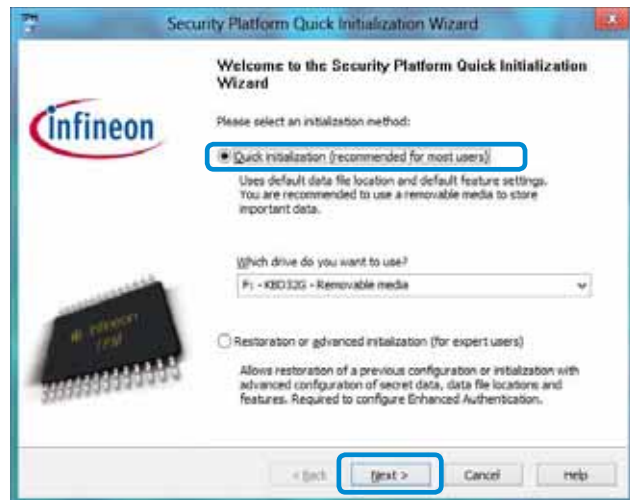 Security Platform Quick Initialization Wizard
Welcome to the Security Platform Quick Initialization
Wizard
infineon
Please select an initialization method:
Quick initialization (recommended for most users)
Uses default data file location and default feature settings.
You are recommended to use a removable media to store
important data.
Which drive do you want to use?
F: - KBD32G - Removable media
Infineon
TPM
Restoration or advanced initialization (for expert users)
Allows restoration of a previous configuration or initialization with
advanced configuration of secret data, data file locations and
features. Required to configure Enhanced Authentication.
< Back
Next >
Cancel
Help